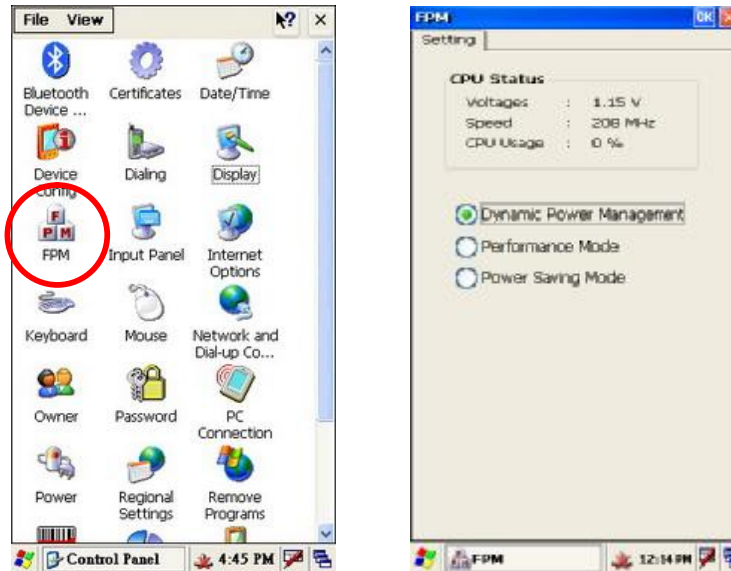 File View
Bluetooth Device ...
Certificates
Date/Time
Device Config
Dialing
Display
F
P M
FPM
Input Panel
Internet Options
Keyboard
Mouse
Network and Dial-up Co...
Owner
Password
PC Connection
Power
Regional Settings
Remove Programs
Control Panel
4:45 PM
FPM
OK
Setting
CPU Status
Voltages : 1.15 V
Speed : 208 MHz
CPU Usage : 0 %
Dynamic Power Management
Performance Mode
Power Saving Mode
FPM
12:14 PM